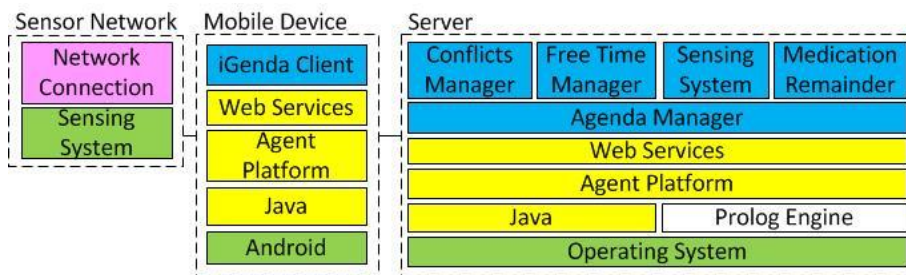 Sensor Network
Network
Connection
Sensing
System
Mobile Device
iGenda Client
Web Services
Agent
Platform
Java
Android
Server
Conflicts
Manager
Free Time
Manager
Sensing
System
Medication
Remainder
Agenda Manager
Web Services
Agent Platform
Java
Prolog Engine
Operating System